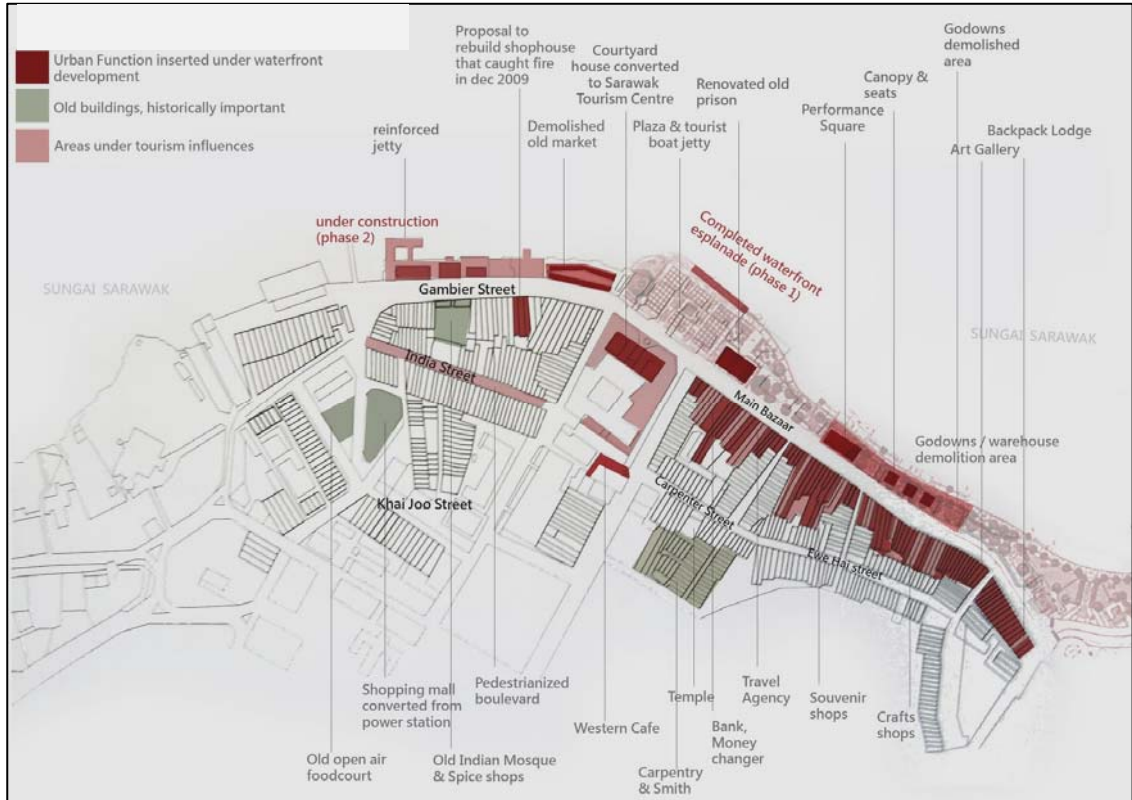 Urban Function inserted under waterfront
development
Old buildings, historically important
Areas under tourism influences
reinforced
jetty
Proposal to
rebuild shophouse
that caught fire
in dec 2009
Demolished
old market
Courtyard
house converted
to Sarawak
Tourism Centre
Plaza & tourist
boat jetty
Renovated old
prison
Performance
Square
Canopy &
seats
Godowns
demolished
area
Art Gallery
Backpack Lodge
under construction
(phase 2)
Completed waterfront
esplanade (phase 1)
SUNGAI SARAWAK
SUNGAI SARAWAK
Gambier Street
India Street
Main Bazaar
Godowns / warehouse
demolition area
Khai Joo Street
Carpenter Street
Ewe Hai street
Shopping mall
converted from
power station
Pedestrianized
boulevard
Western Cafe
Temple
Travel
Agency
Souvenir
shops
Crafts
shops
Bank,
Money
changer
Old open air
foodcourt
Old Indian Mosque
& Spice shops
Carpentry
& Smith